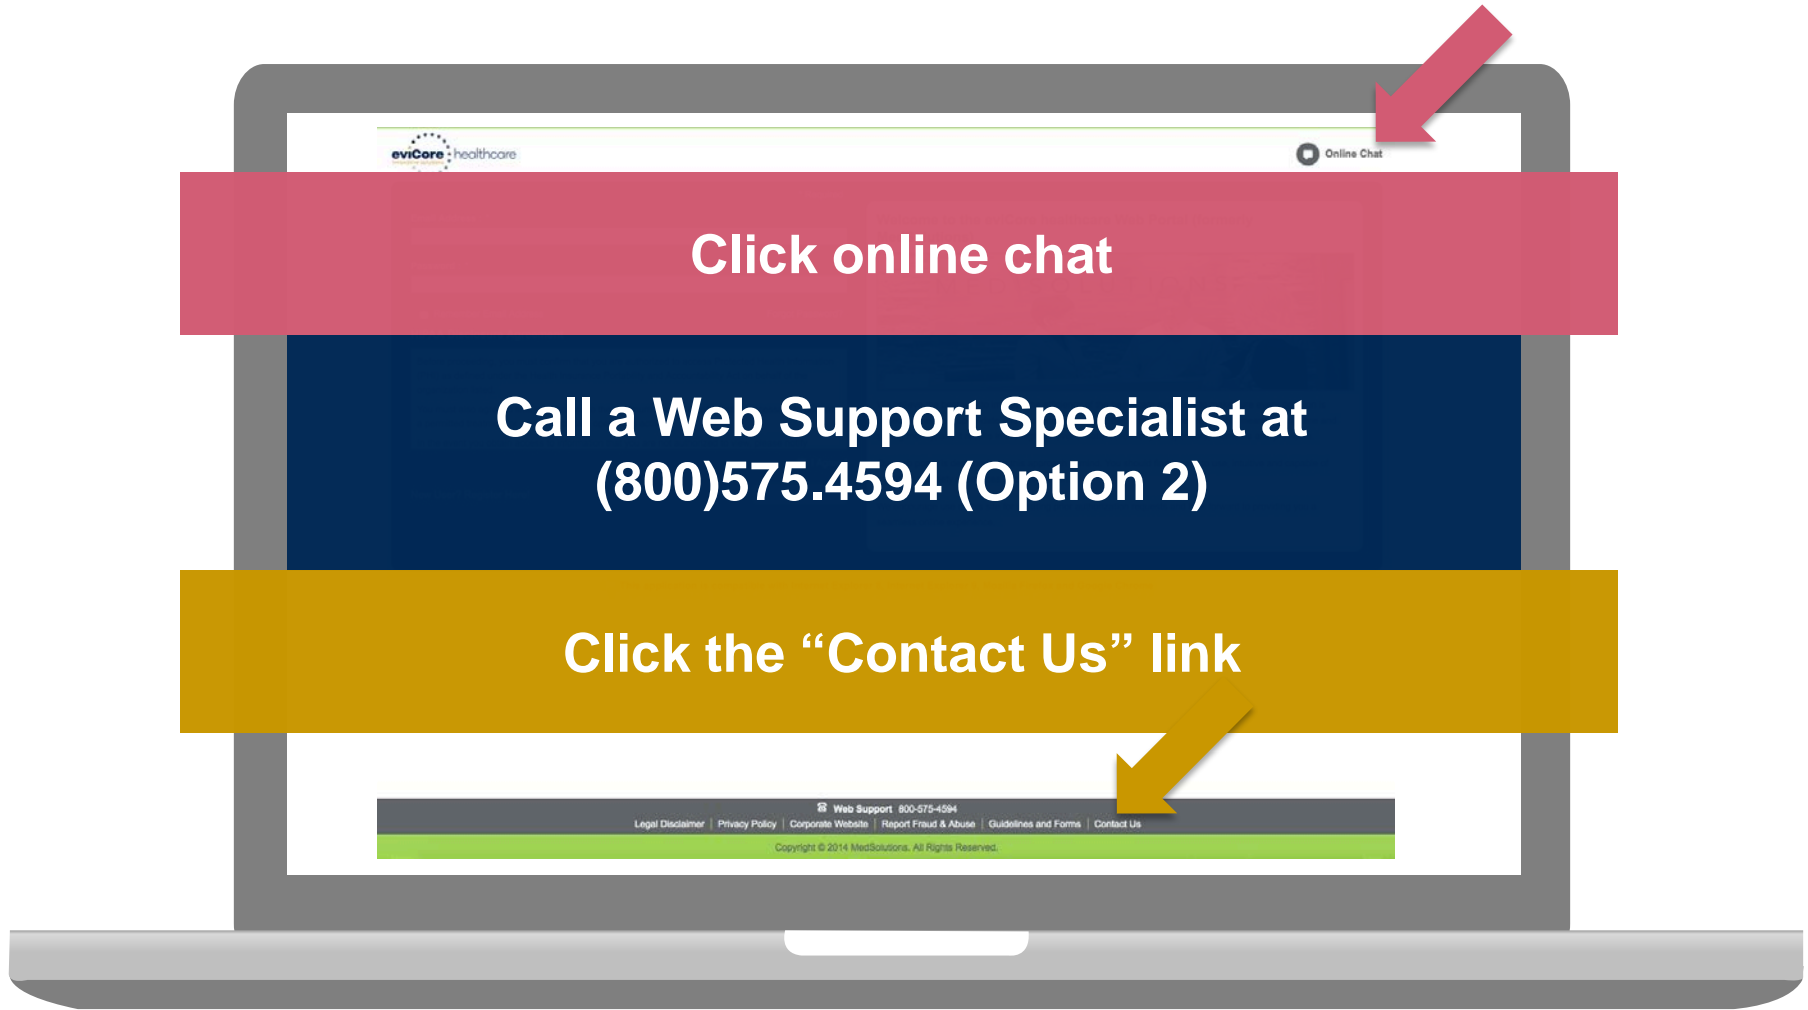 eviCore healthcare
Online Chat
Click online chat
Call a Web Support Specialist at
(800)575.4594 (Option 2)
Click the “Contact Us” link
Web Support 800-575-4594
Legal Disclaimer | Privacy Policy | Corporate Website | Report Fraud & Abuse | Guidelines and Forms | Contact Us
Copyright © 2014 MedSolutions. All Rights Reserved.